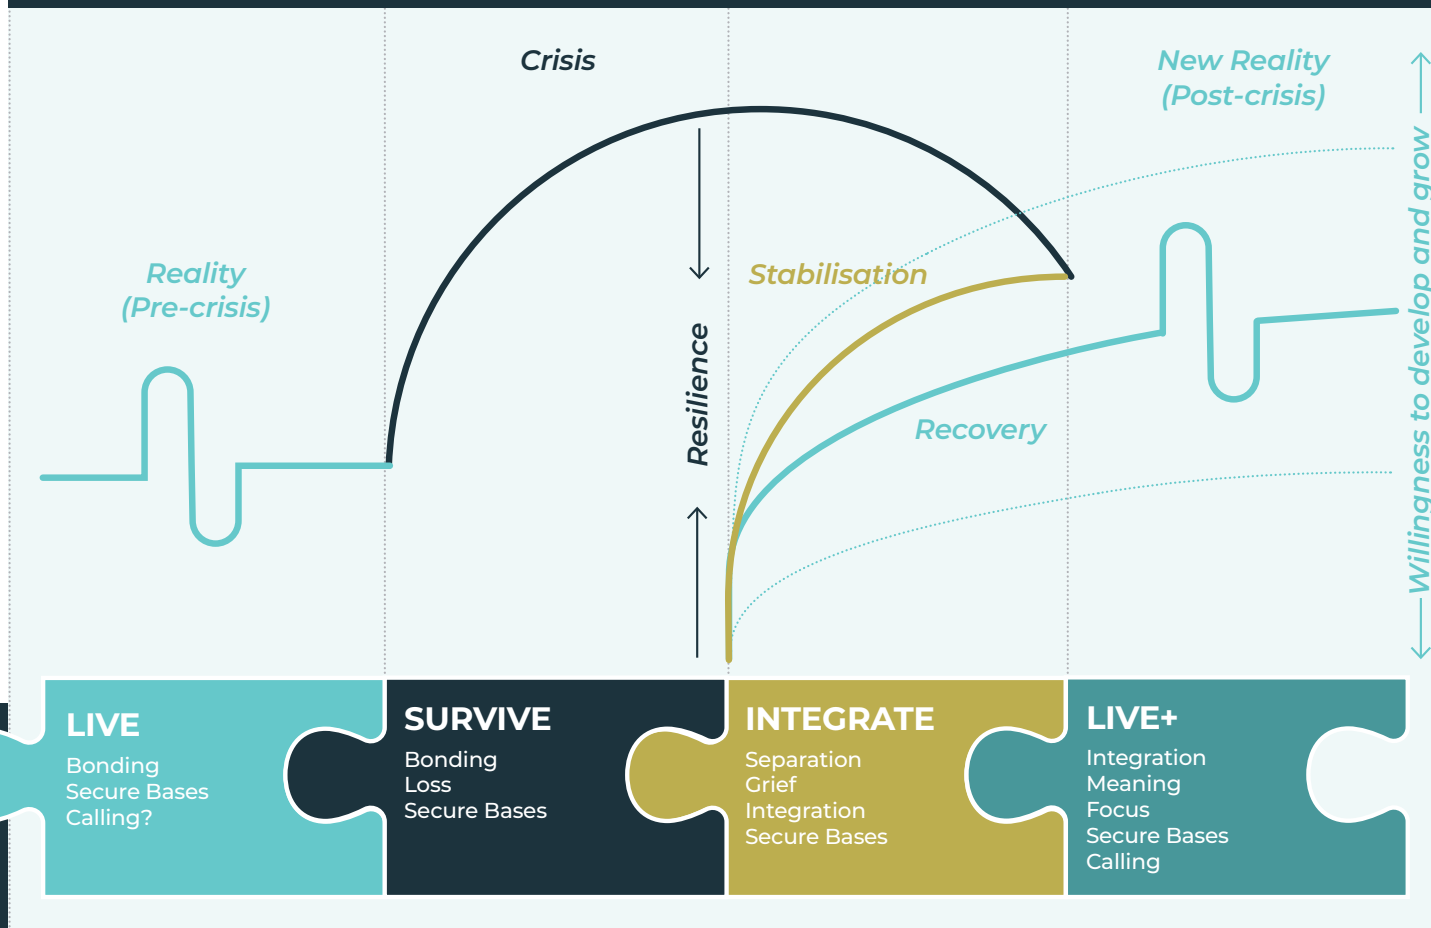 Crisis
New Reality
(Post-crisis)
Reality
(Pre-crisis)
Stabilisation
Resilience
Recovery
Willingness to develop and grow
LIVE
Bonding
Secure Bases
Calling?
SURVIVE
Bonding
Loss
Secure Bases
INTEGRATE
Separation
Grief
Integration
Secure Bases
LIVE+
Integration
Meaning
Focus
Secure Bases
Calling